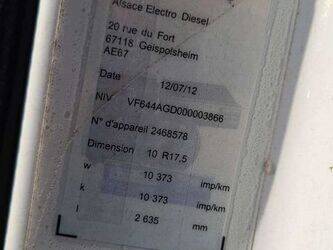 Alsace Electro Diesel
20 rue du Fort
67118 Geispolsheim
AE67
Date 12/07/12
NIV VF644AGD000003866
N° d'appareil 2468578
Dimension 10 R17,5
w 10 373 imp/km
k 10 373 imp/km
l 2 635 mm